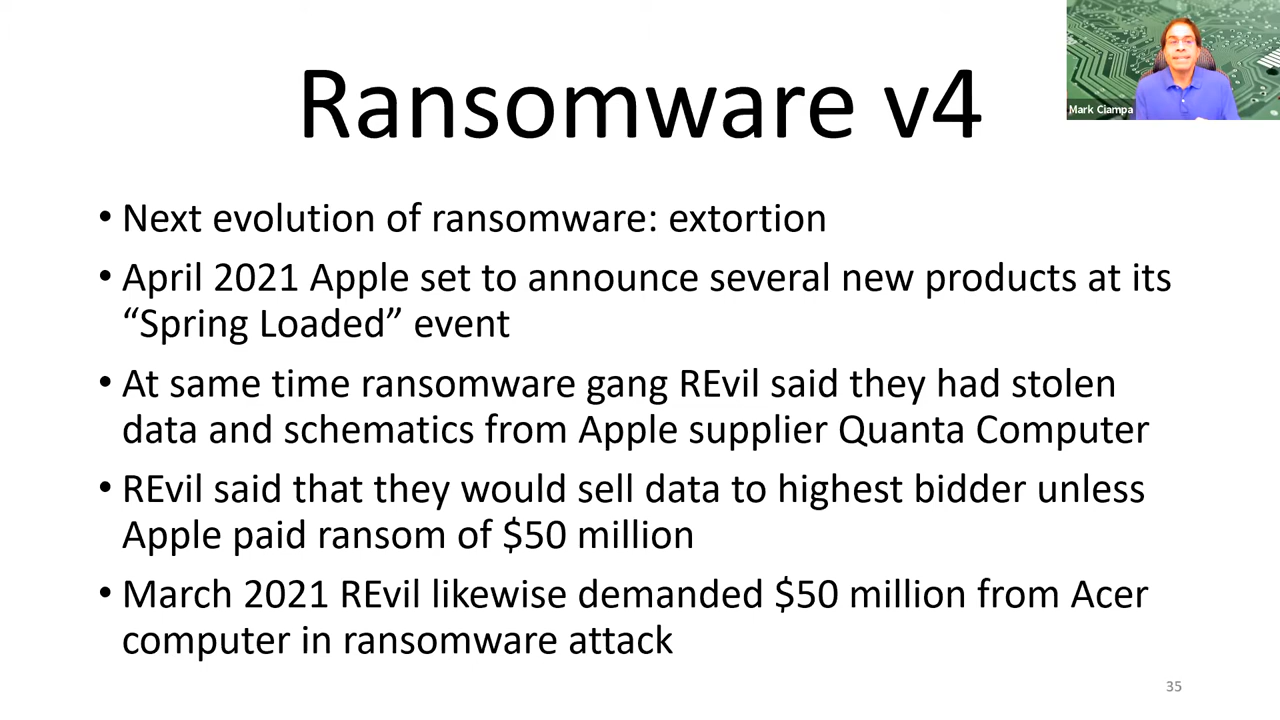 Ransomware v4
Mark Ciampa
• Next evolution of ransomware: extortion
• April 2021 Apple set to announce several new products at its
“Spring Loaded” event
• At same time ransomware gang REvil said they had stolen
data and schematics from Apple supplier Quanta Computer
• REvil said that they would sell data to highest bidder unless
Apple paid ransom of $50 million
• March 2021 REvil likewise demanded $50 million from Acer
computer in ransomware attack
35